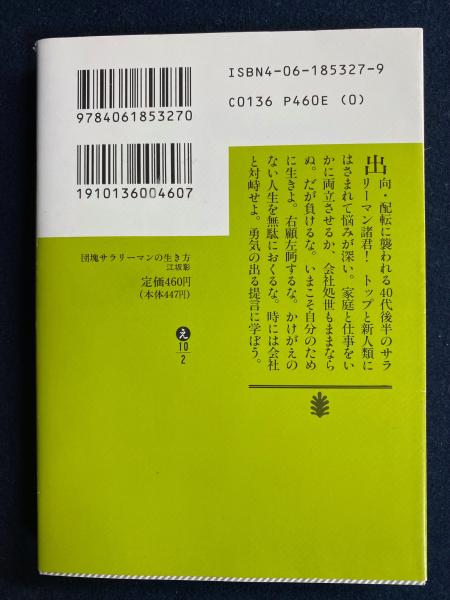 ISBN4-06-185327-9
C0136 P460E (0)
9784061853270
1910136004607
出向・配転に襲われる40代後半のサラ
リーマン諸君！ トップと新人類に
はさまれて悩みが深い。家庭と仕事をい
かに両立させるか、会社処世もままなら
ぬ。だが負けるな。いまこそ自分のため
に生きよ。右顧左眄するな。かけがえの
ない人生を無駄におくるな。時には会社
と対峙せよ。勇気の出る提言に学ぼう。
団塊サラリーマンの生き方
江坂彰
定価460円
（本体447円）
え
10
2